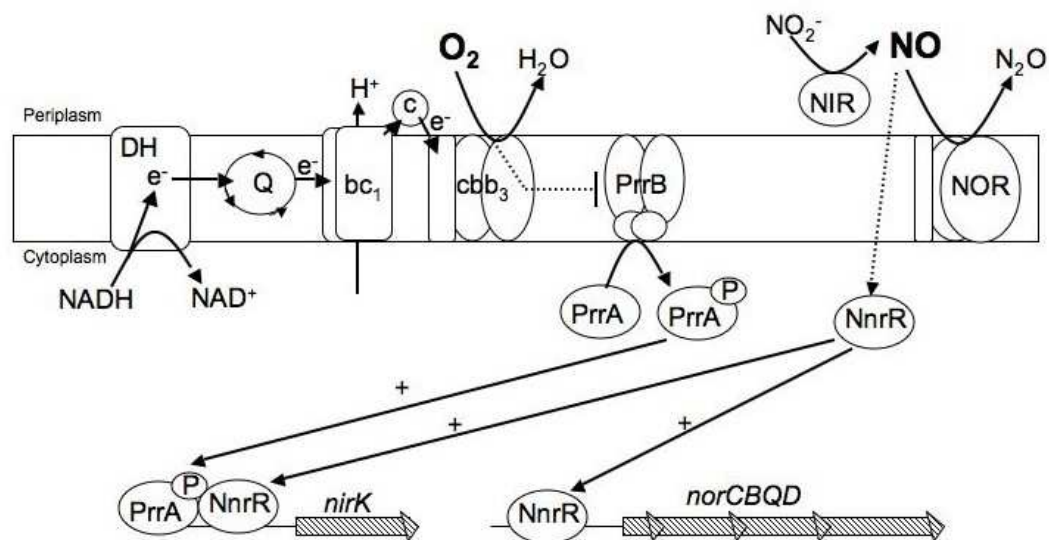 O2 NO2- NO
H2O N2O
H+ c e- NIR
Periplasm
DH
e- Q e- bc1 cbb3 PrrB NOR
Cytoplasm
NADH NAD+
PrrA PrrA P NnrR
+
+ +
P
PrrA NnrR nirK NnrR norCBQD